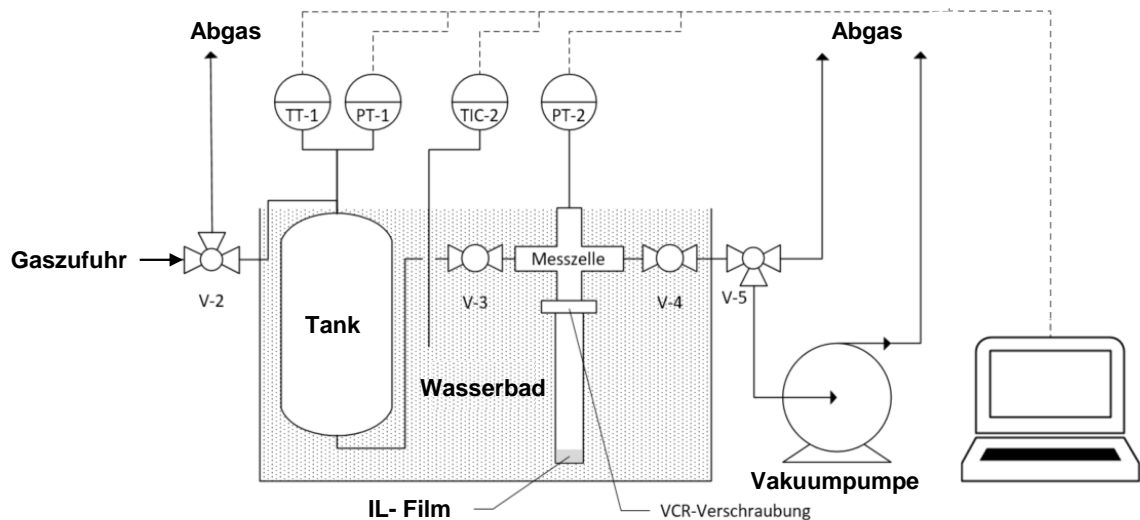 Abgas
Abgas
TT-1
PT-1
TIC-2
PT-2
Gaszufuhr
V-2
Tank
V-3
Messzelle
V-4
V-5
Wasserbad
IL- Film
VCR-Verschraubung
Vakuumpumpe